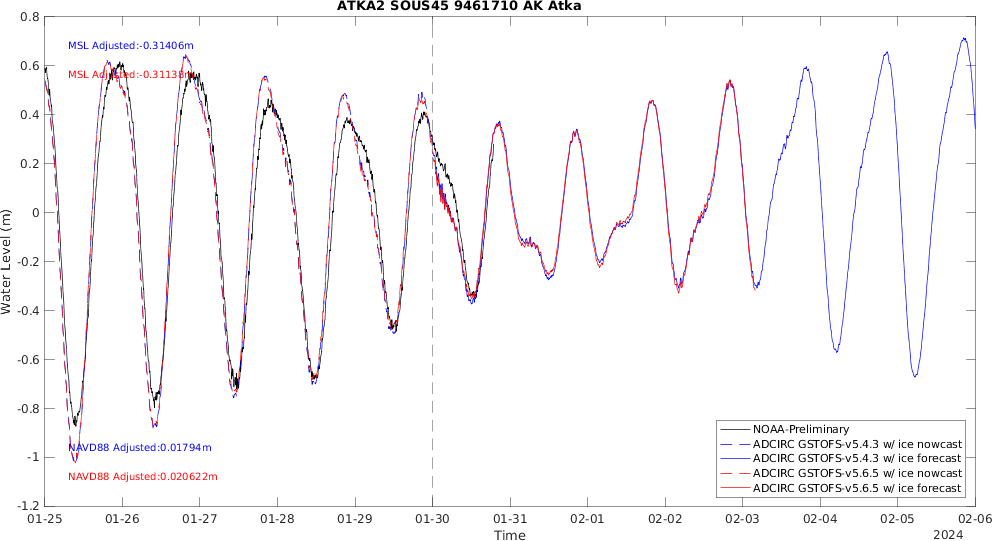 ATKA2 SOUS45 9461710 AK Atka
0.8
0.6
0.4
0.2
0
-0.2
-0.4
-0.6
-0.8
-1
-1.2
Water Level (m)
MSL Adjusted:-0.31406m
MSL Adjusted:-0.31138m
NAVD88 Adjusted:0.01794m
NAVD88 Adjusted:0.020622m
NOAA-Preliminary
ADCIRC GSTOFS-v5.4.3 w/ ice nowcast
ADCIRC GSTOFS-v5.4.3 w/ ice forecast
ADCIRC GSTOFS-v5.6.5 w/ ice nowcast
ADCIRC GSTOFS-v5.6.5 w/ ice forecast
01-25 01-26 01-27 01-28 01-29 01-30 01-31 02-01 02-02 02-03 02-04 02-05 02-06
Time
2024